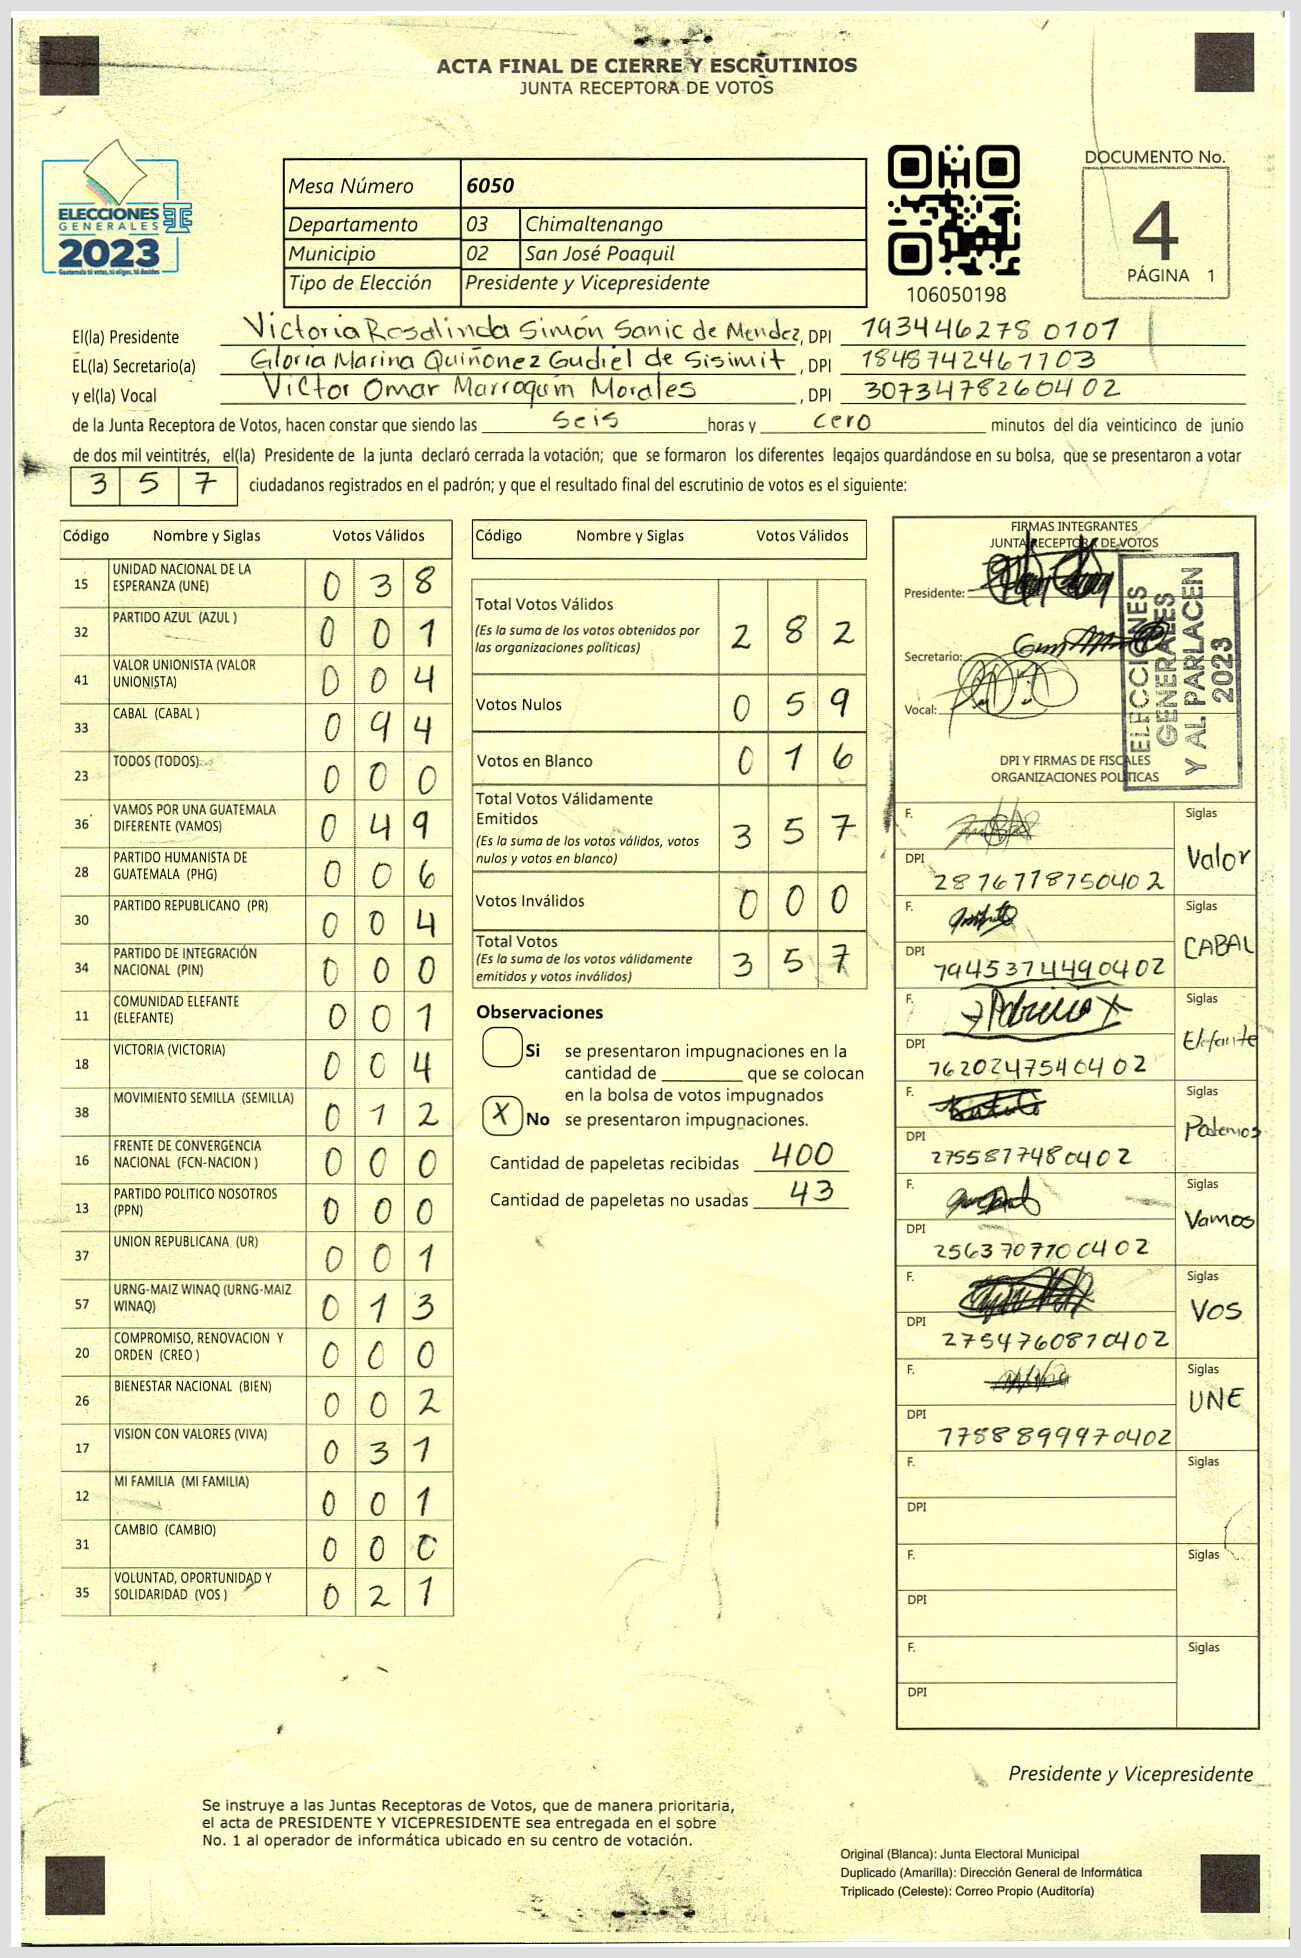 ACTA FINAL DE CIERRE Y ESCRUTINIOS
JUNTA RECEPTORA DE VOTOS
ELECCIONES
GENERALES
2023
Guatemala tú votas, tú eliges, tú decides
Mesa Número 6050
Departamento 03 Chimaltenango
Municipio 02 San José Poaquil
Tipo de Elección Presidente y Vicepresidente
106050198
DOCUMENTO No.
4
PÁGINA 1
El(la) Presidente Victoria Rosalinda Simón Sanic de Mendez, DPI 193446278 0101
EL(la) Secretario(a) Gloria Marina Quiñonez Gudiel de Sisimit, DPI 1848742461103
y el(la) Vocal Victor Omar Marroquin Morales, DPI 3073478260402
de la Junta Receptora de Votos, hacen constar que siendo las seis horas y cero minutos del día veinticinco de junio
de dos mil veintitrés, el(la) Presidente de la junta declaró cerrada la votación; que se formaron los diferentes legajos guardándose en su bolsa, que se presentaron a votar
3 5 7 ciudadanos registrados en el padrón; y que el resultado final del escrutinio de votos es el siguiente:
Código Nombre y Siglas Votos Válidos
15 UNIDAD NACIONAL DE LA ESPERANZA (UNE) 0 3 8
32 PARTIDO AZUL (AZUL ) 0 0 1
41 VALOR UNIONISTA (VALOR UNIONISTA) 0 0 4
33 CABAL (CABAL ) 0 9 4
23 TODOS (TODOS) 0 0 0
36 VAMOS POR UNA GUATEMALA DIFERENTE (VAMOS) 0 4 9
28 PARTIDO HUMANISTA DE GUATEMALA (PHG) 0 0 6
30 PARTIDO REPUBLICANO (PR) 0 0 4
34 PARTIDO DE INTEGRACIÓN NACIONAL (PIN) 0 0 0
11 COMUNIDAD ELEFANTE (ELEFANTE) 0 0 1
18 VICTORIA (VICTORIA) 0 0 4
38 MOVIMIENTO SEMILLA (SEMILLA) 0 1 2
16 FRENTE DE CONVERGENCIA NACIONAL (FCN-NACION ) 0 0 0
13 PARTIDO POLITICO NOSOTROS (PPN) 0 0 0
37 UNION REPUBLICANA (UR) 0 0 1
57 URNG-MAIZ WINAQ (URNG-MAIZ WINAQ) 0 1 3
20 COMPROMISO, RENOVACION Y ORDEN (CREO ) 0 0 0
26 BIENESTAR NACIONAL (BIEN) 0 0 2
17 VISION CON VALORES (VIVA) 0 3 1
12 MI FAMILIA (MI FAMILIA) 0 0 1
31 CAMBIO (CAMBIO) 0 0 0
35 VOLUNTAD, OPORTUNIDAD Y SOLIDARIDAD (VOS ) 0 2 1
Código Nombre y Siglas Votos Válidos
Total Votos Válidos 2 8 2
(Es la suma de los votos obtenidos por
las organizaciones políticas)
Votos Nulos 0 5 9
Votos en Blanco 0 1 6
Total Votos Válidamente
Emitidos 3 5 7
(Es la suma de los votos válidos, votos
nulos y votos en blanco)
Votos Inválidos 0 0 0
Total Votos 3 5 7
(Es la suma de los votos válidamente
emitidos y votos inválidos)
Observaciones
Si se presentaron impugnaciones en la
cantidad de ________ que se colocan
en la bolsa de votos impugnados
X No se presentaron impugnaciones.
Cantidad de papeletas recibidas 400
Cantidad de papeletas no usadas 43
FIRMAS INTEGRANTES
JUNTA RECEPTORA DE VOTOS
Presidente:
Secretario:
Vocal:
ELECCIONES
GENERALES
Y AL PARLACEN
2023
DPI Y FIRMAS DE FISCALES
ORGANIZACIONES POLÍTICAS
F. Siglas
Valor
DPI 2876778750402
F. Siglas
CABAL
DPI 7945374490402
F. Siglas
Elefante
DPI 7620247540402
F. Siglas
Podemos
DPI 2755877480402
F. Siglas
Vamos
DPI 2563707700402
F. Siglas
VOS
DPI 2754760870402
F. Siglas
UNE
DPI 7758899970402
F. Siglas
DPI
F. Siglas
DPI
F. Siglas
DPI
Presidente y Vicepresidente
Se instruye a las Juntas Receptoras de Votos, que de manera prioritaria,
el acta de PRESIDENTE Y VICEPRESIDENTE sea entregada en el sobre
No. 1 al operador de informática ubicado en su centro de votación.
Original (Blanca): Junta Electoral Municipal
Duplicado (Amarilla): Dirección General de Informática
Triplicado (Celeste): Correo Propio (Auditoría)